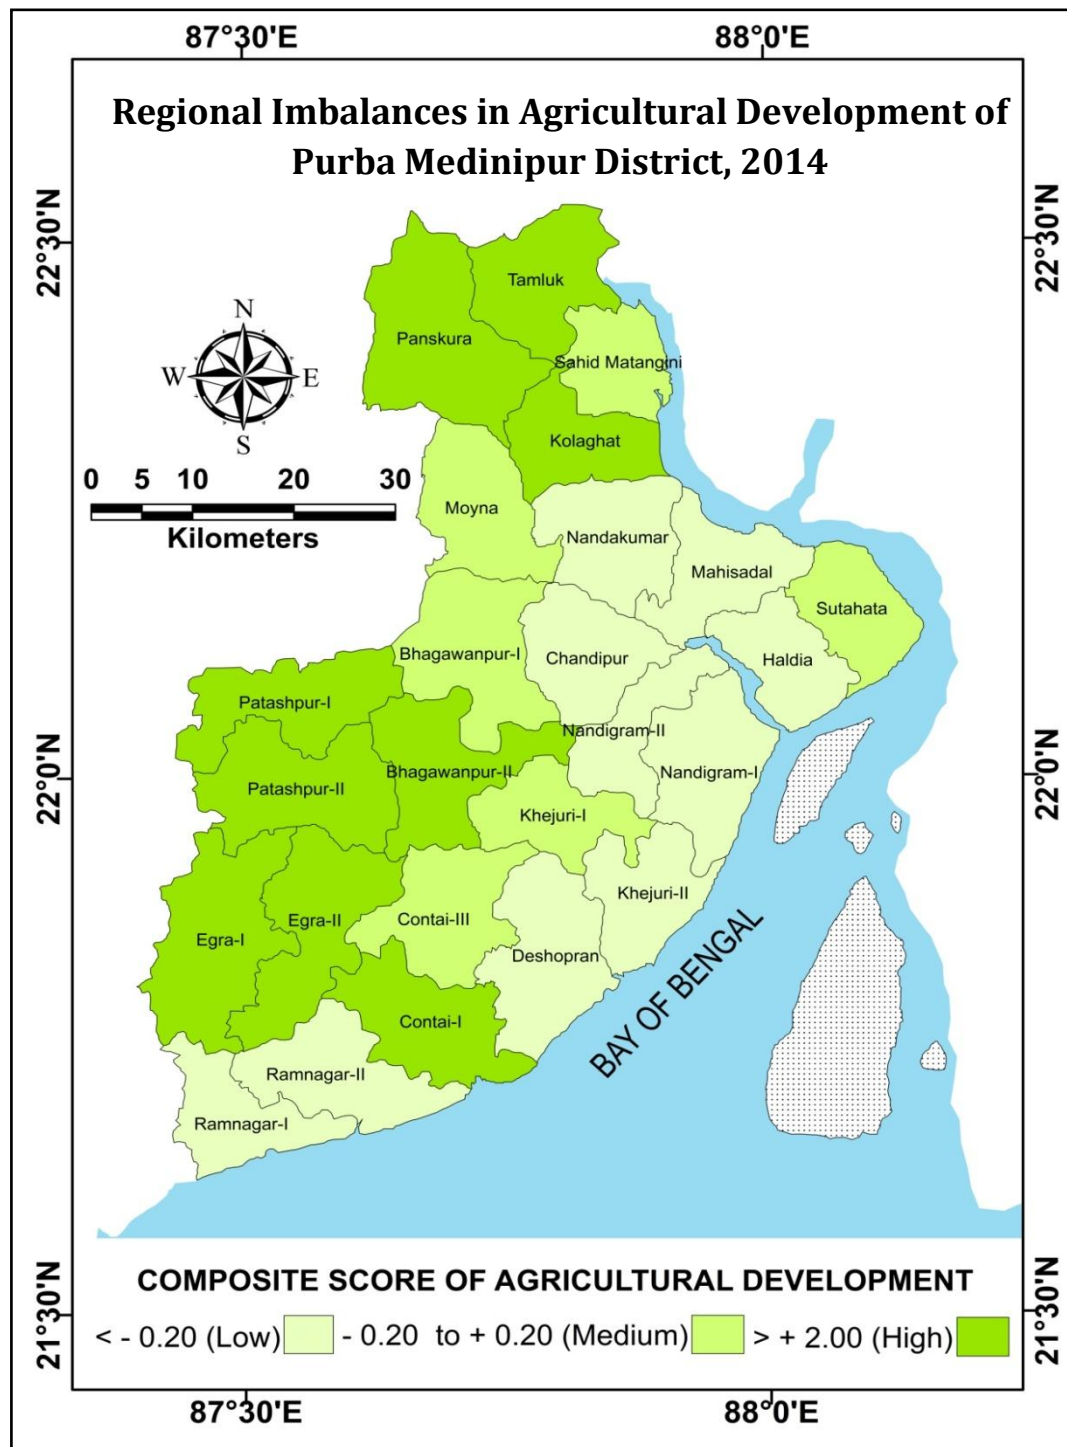 87°30'E 88°0'E
Regional Imbalances in Agricultural Development of
Purba Medinipur District, 2014
22°30'N 22°30'N
Tamluk
N
Panskura
Sahid Matangini
W E
S
Kolaghat
0 5 10 20 30
Kilometers
Moyna
Nandakumar
Mahisadal
Sutahata
Bhagawanpur-I
Chandipur
Haldia
Patashpur-I
Nandigram-II
22°0'N 22°0'N
Bhagawanpur-II
Nandigram-I
Patashpur-II
Khejuri-I
Khejuri-II
Contai-III
Egra-II
Egra-I
Deshopran
BAY OF BENGAL
Contai-I
Ramnagar-II
Ramnagar-I
COMPOSITE SCORE OF AGRICULTURAL DEVELOPMENT
< - 0.20 (Low) - 0.20 to + 0.20 (Medium) > + 2.00 (High)
21°30'N 21°30'N
87°30'E 88°0'E